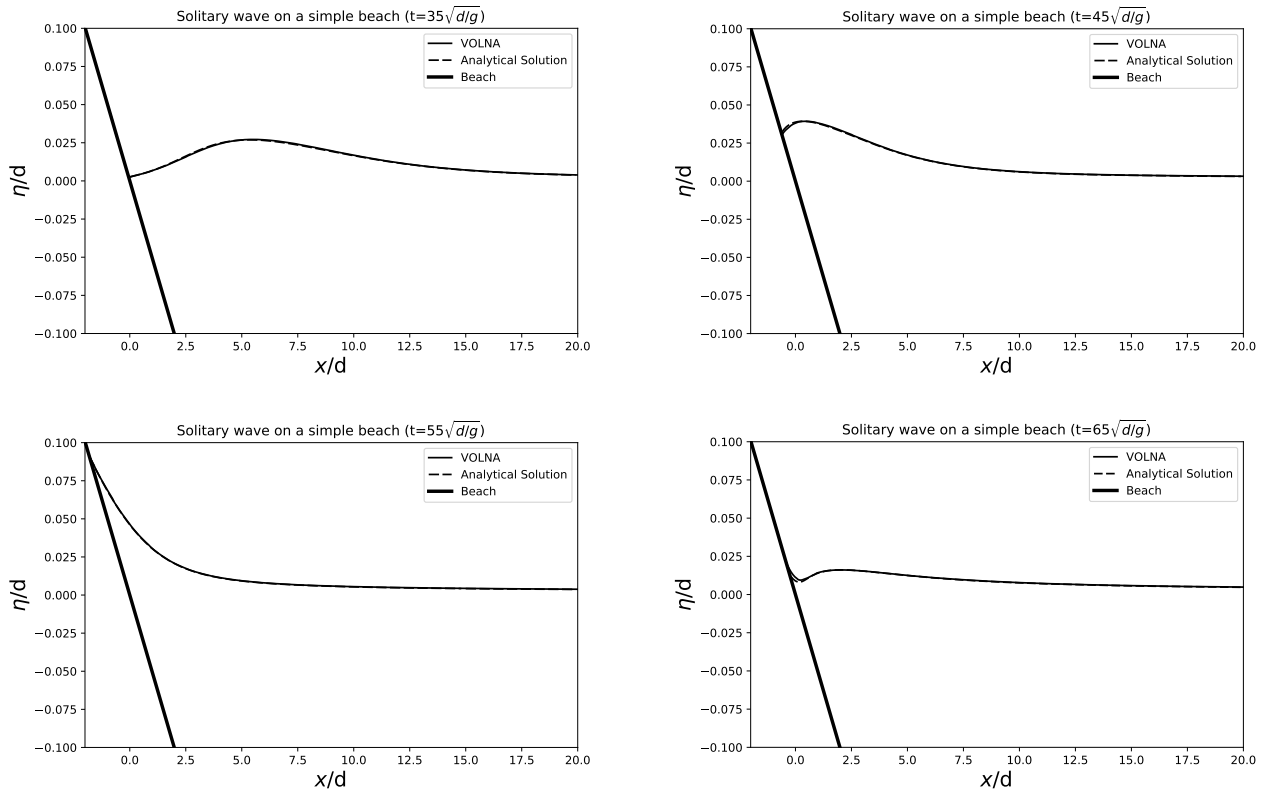 Solitary wave on a simple beach (t=35√d/g)
0.100
0.075
0.050
0.025
0.000
−0.025
−0.050
−0.075
−0.100
η/d
VOLNA
Analytical Solution
Beach
0.0 2.5 5.0 7.5 10.0 12.5 15.0 17.5 20.0
x/d
Solitary wave on a simple beach (t=45√d/g)
0.100
0.075
0.050
0.025
0.000
−0.025
−0.050
−0.075
−0.100
η/d
VOLNA
Analytical Solution
Beach
0.0 2.5 5.0 7.5 10.0 12.5 15.0 17.5 20.0
x/d
Solitary wave on a simple beach (t=55√d/g)
0.100
0.075
0.050
0.025
0.000
−0.025
−0.050
−0.075
−0.100
η/d
VOLNA
Analytical Solution
Beach
0.0 2.5 5.0 7.5 10.0 12.5 15.0 17.5 20.0
x/d
Solitary wave on a simple beach (t=65√d/g)
0.100
0.075
0.050
0.025
0.000
−0.025
−0.050
−0.075
−0.100
η/d
VOLNA
Analytical Solution
Beach
0.0 2.5 5.0 7.5 10.0 12.5 15.0 17.5 20.0
x/d